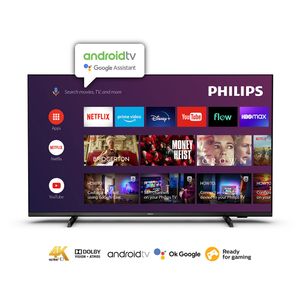 androidtv
Google Assistant
Search movies, TV, and more
PHILIPS
Apps
NETFLIX
prime video
Disney+
YouTube
flow
HBOmax
Netflix
BRIDGERTON
MONEY
HEIST
YouTube
4K
DOLBY
VISION · ATMOS
androidtv
Ok Google
Ready
for gaming